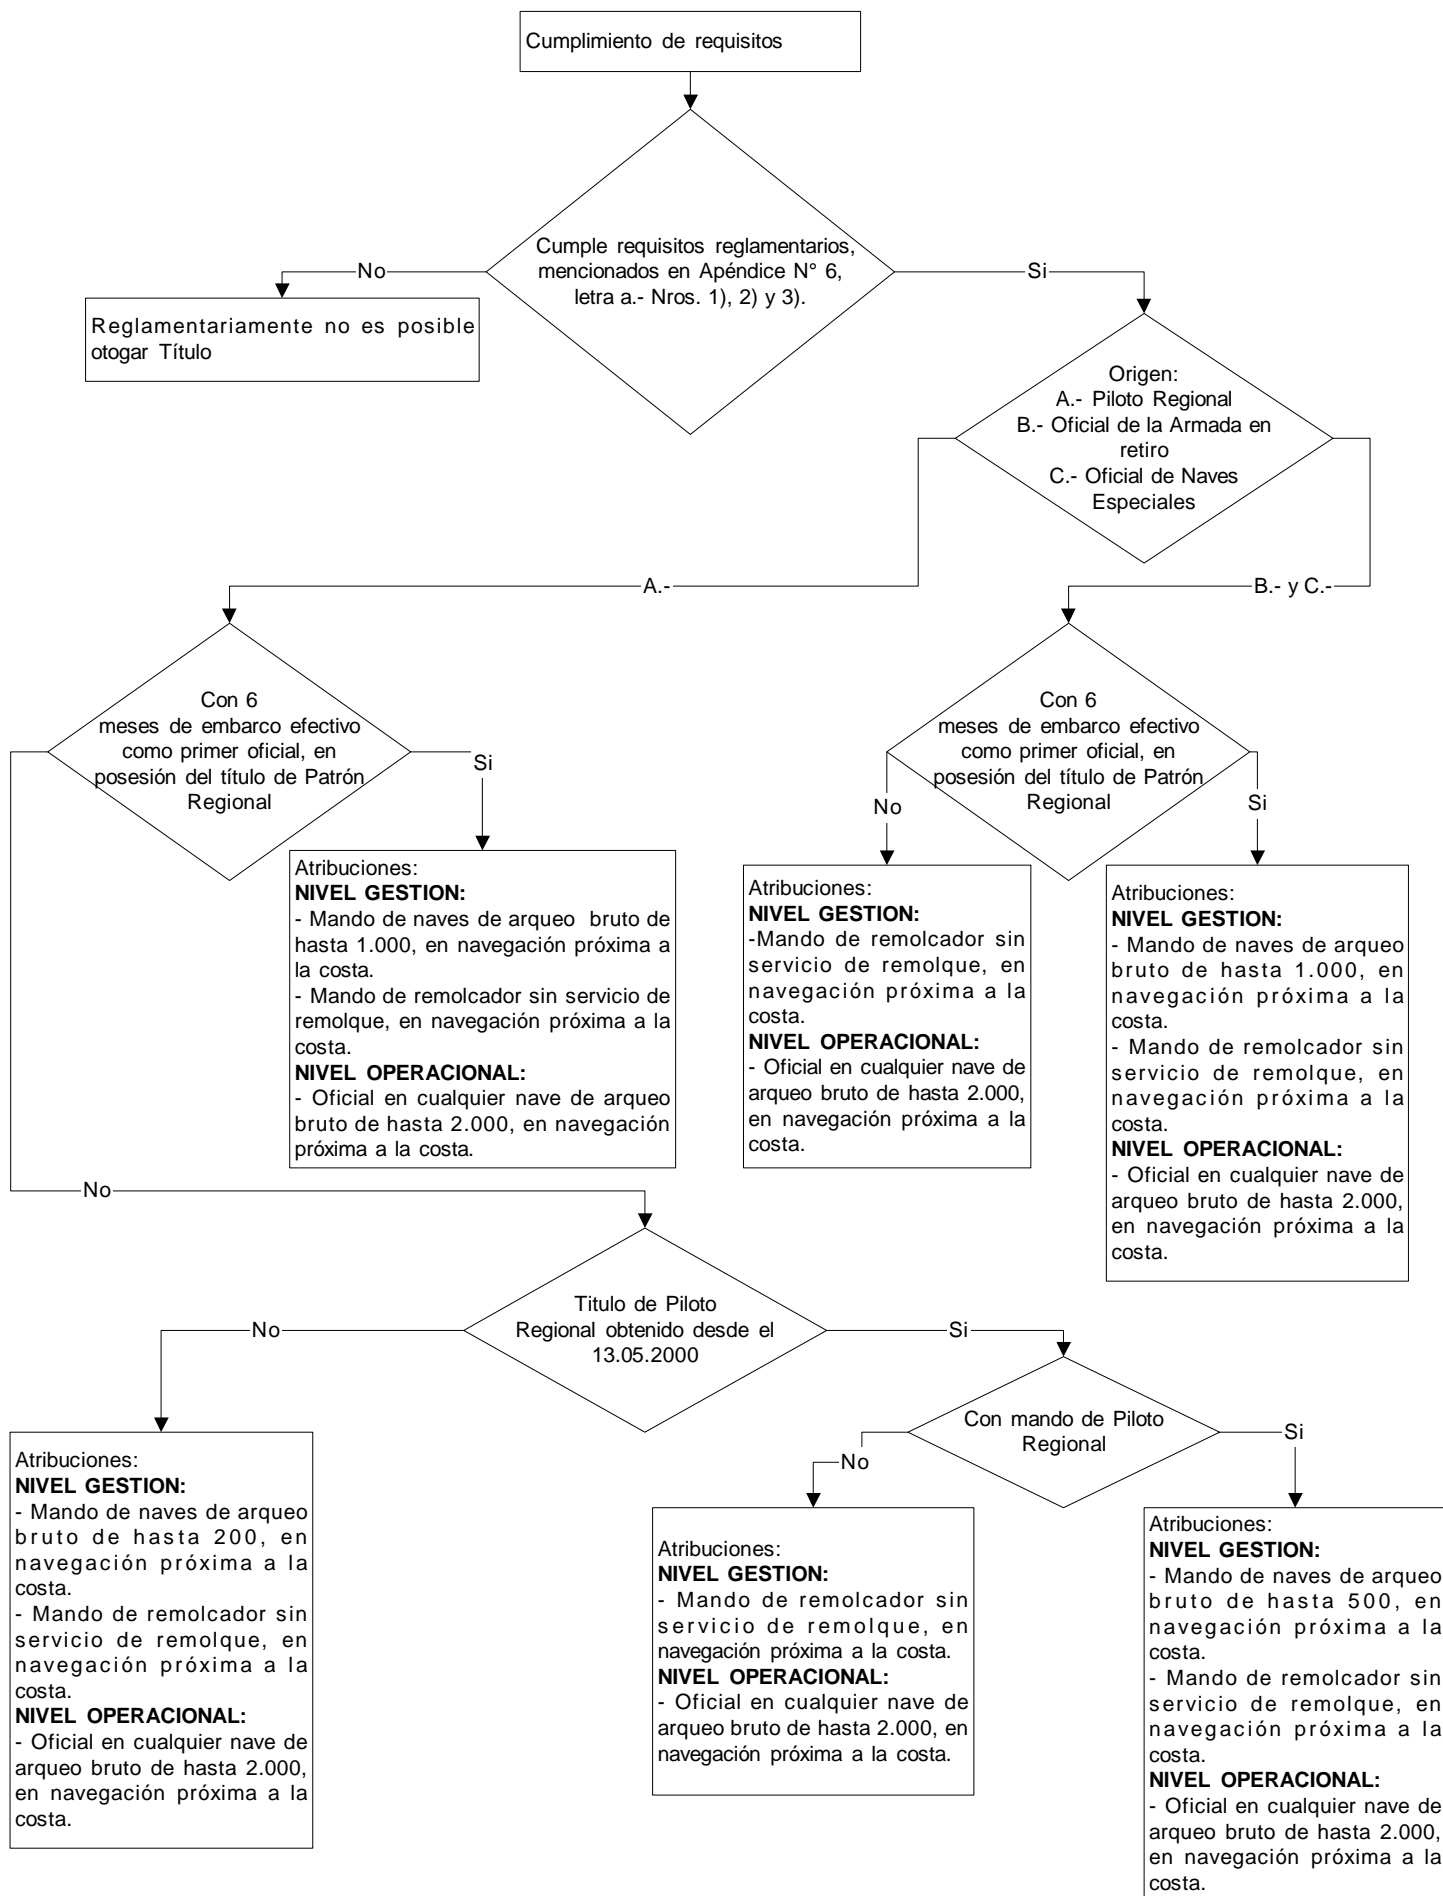 Cumplimiento de requisitos
Cumple requisitos reglamentarios,
mencionados en Apéndice N° 6,
letra a.- Nros. 1), 2) y 3).
No
Si
Reglamentariamente no es posible
otogar Título
Origen:
A.- Piloto Regional
B.- Oficial de la Armada en
retiro
C.- Oficial de Naves
Especiales
A.-
B.- y C.-
Con 6
meses de embarco efectivo
como primer oficial, en
posesión del título de Patrón
Regional
Si
Con 6
meses de embarco efectivo
como primer oficial, en
posesión del título de Patrón
Regional
No
Si
Atribuciones:
NIVEL GESTION:
- Mando de naves de arqueo bruto de
hasta 1.000, en navegación próxima a
la costa.
- Mando de remolcador sin servicio de
remolque, en navegación próxima a la
costa.
NIVEL OPERACIONAL:
- Oficial en cualquier nave de arqueo
bruto de hasta 2.000, en navegación
próxima a la costa.
Atribuciones:
NIVEL GESTION:
-Mando de remolcador sin
servicio de remolque, en
navegación próxima a la
costa.
NIVEL OPERACIONAL:
- Oficial en cualquier nave de
arqueo bruto de hasta 2.000,
en navegación próxima a la
costa.
Atribuciones:
NIVEL GESTION:
- Mando de naves de arqueo
bruto de hasta 1.000, en
navegación próxima a la
costa.
- Mando de remolcador sin
servicio de remolque, en
navegación próxima a la
costa.
NIVEL OPERACIONAL:
- Oficial en cualquier nave de
arqueo bruto de hasta 2.000,
en navegación próxima a la
costa.
No
Titulo de Piloto
Regional obtenido desde el
13.05.2000
No
Si
Con mando de Piloto
Regional
No
Si
Atribuciones:
NIVEL GESTION:
- Mando de naves de arqueo
bruto de hasta 200, en
navegación próxima a la
costa.
- Mando de remolcador sin
servicio de remolque, en
navegación próxima a la
costa.
NIVEL OPERACIONAL:
- Oficial en cualquier nave de
arqueo bruto de hasta 2.000,
en navegación próxima a la
costa.
Atribuciones:
NIVEL GESTION:
- Mando de remolcador sin
servicio de remolque, en
navegación próxima a la costa.
NIVEL OPERACIONAL:
- Oficial en cualquier nave de
arqueo bruto de hasta 2.000, en
navegación próxima a la costa.
Atribuciones:
NIVEL GESTION:
- Mando de naves de arqueo
bruto de hasta 500, en
navegación próxima a la
costa.
- Mando de remolcador sin
servicio de remolque, en
navegación próxima a la
costa.
NIVEL OPERACIONAL:
- Oficial en cualquier nave de
arqueo bruto de hasta 2.000,
en navegación próxima a la
costa.